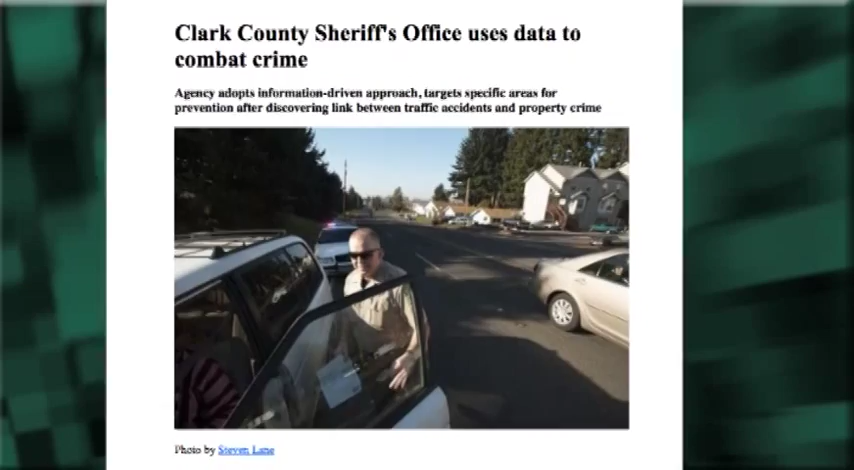 Clark County Sheriff's Office uses data to
combat crime
Agency adopts information-driven approach, targets specific areas for
prevention after discovering link between traffic accidents and property crime
Photo by Steven Lane